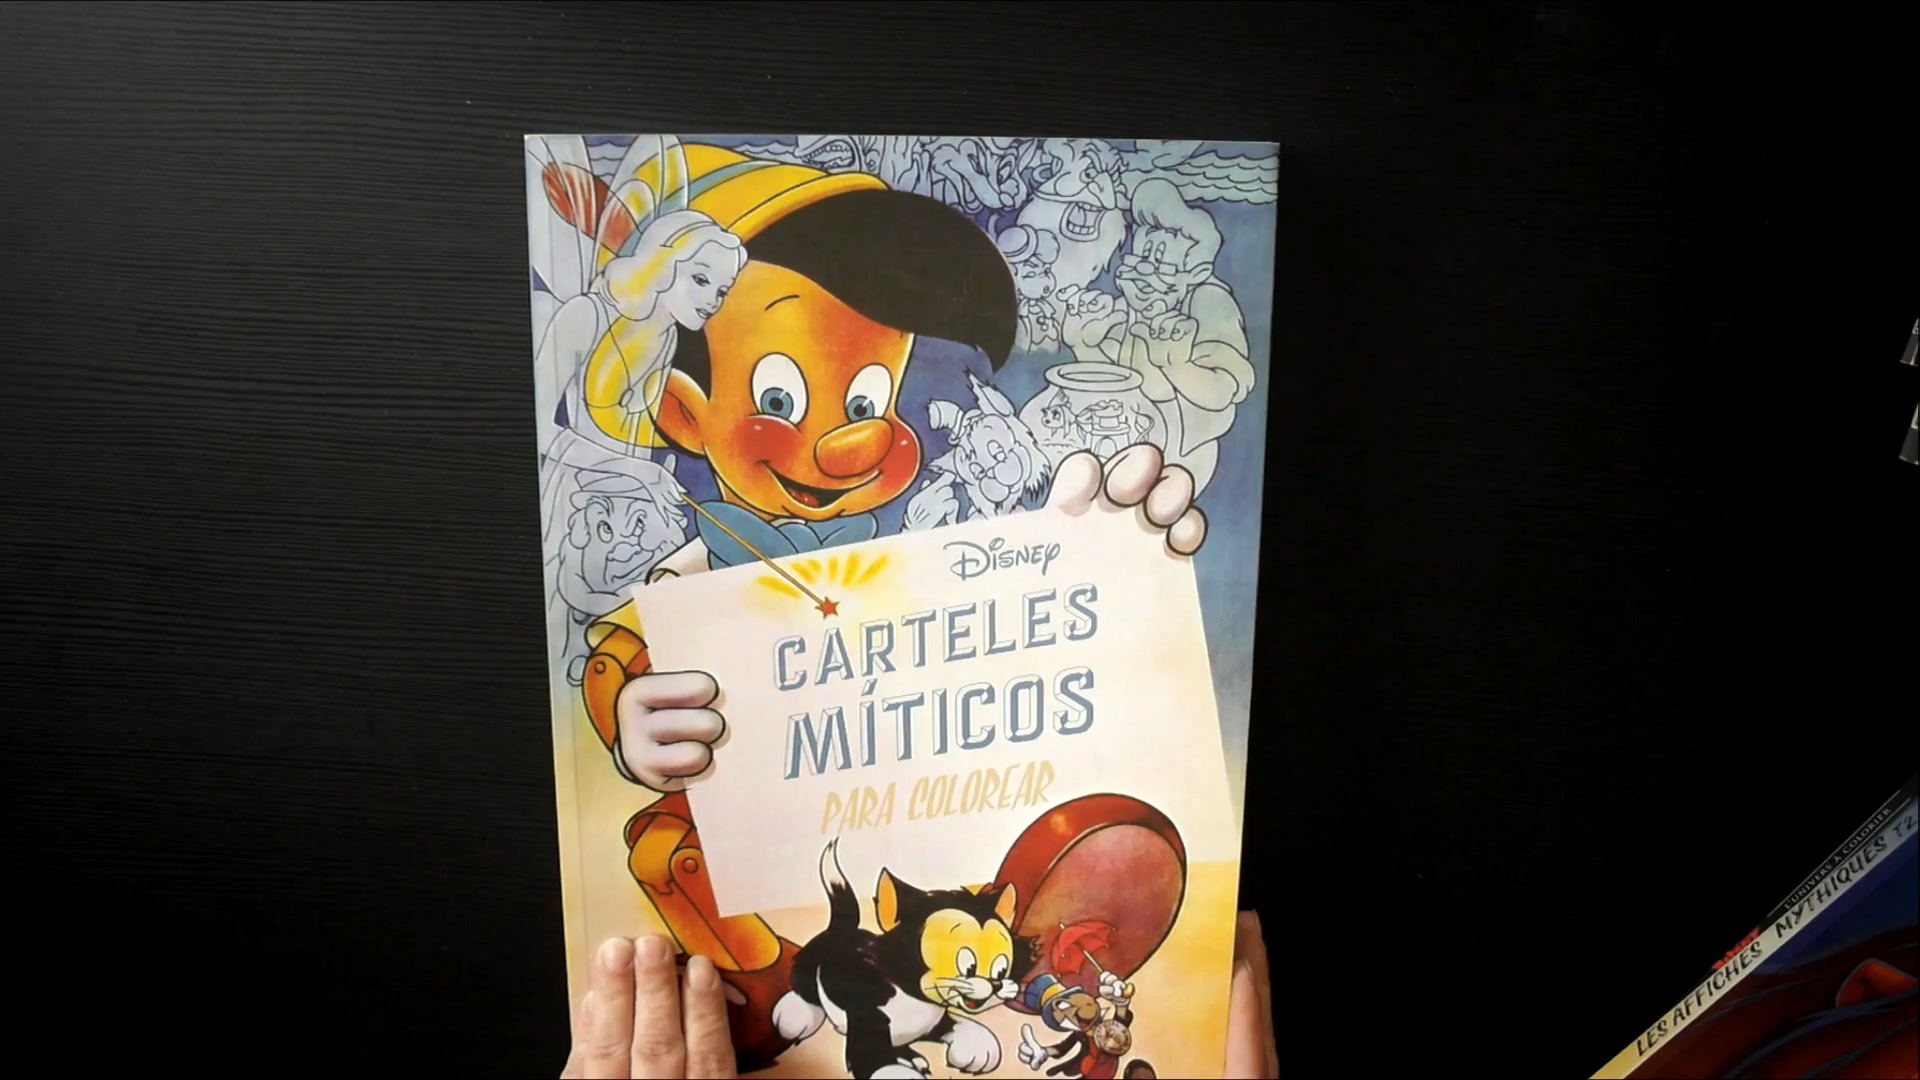 Disney
CARTELES
MÍTICOS
PARA COLOREAR
L'UNIVERS À COLORIER
LES AFFICHES MYTHIQUES T2